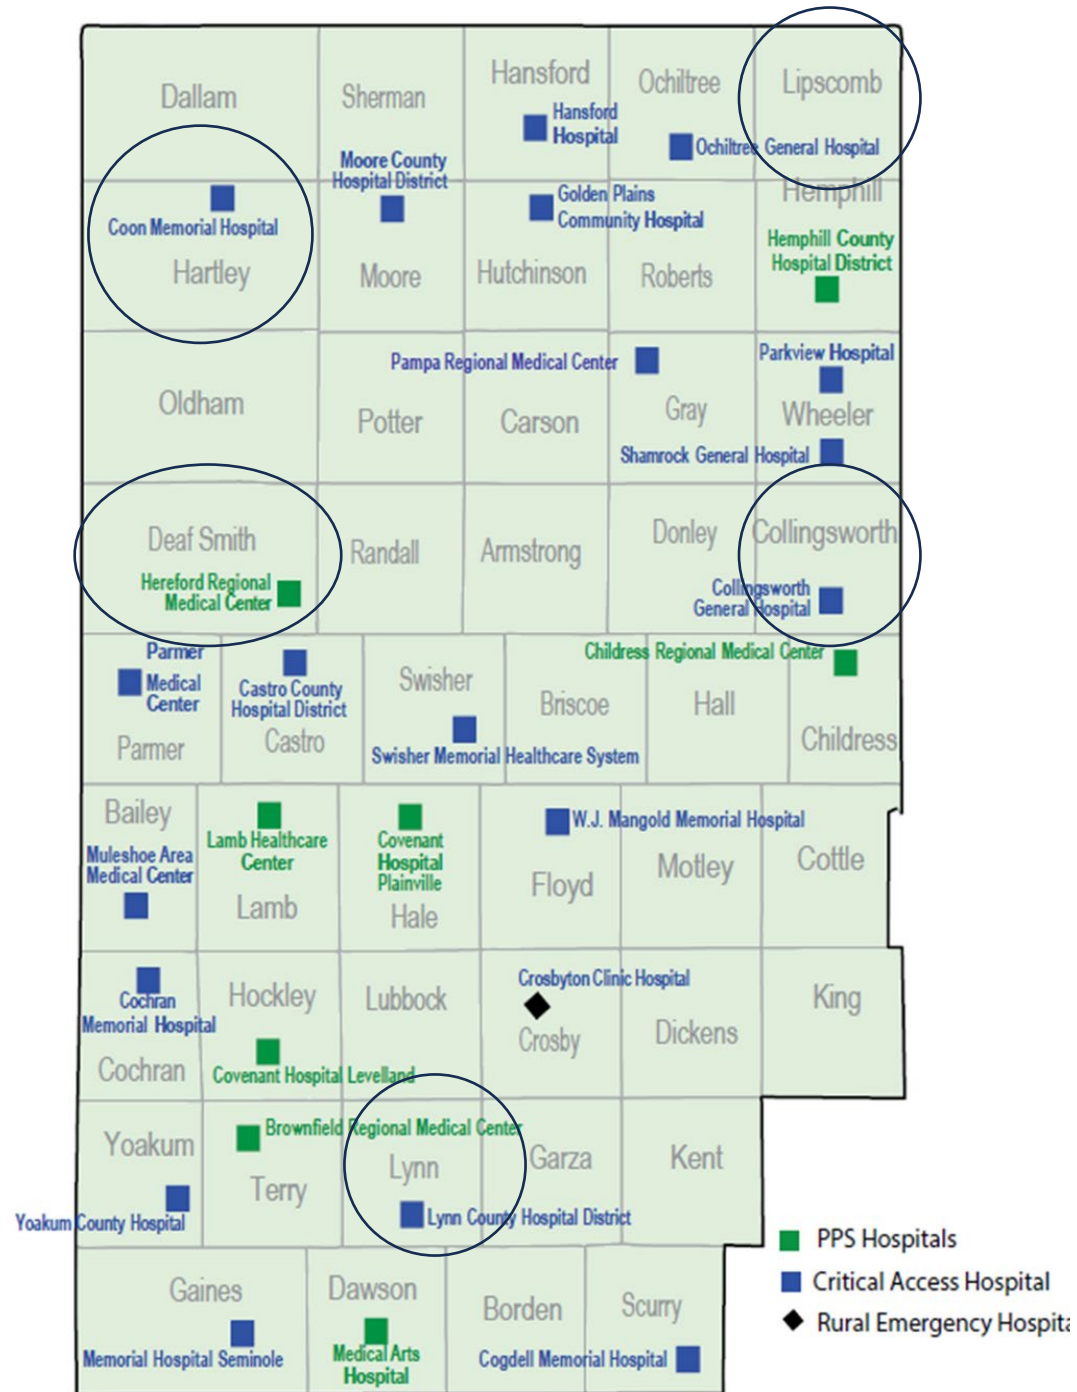 Dallam
Sherman
Hansford
Ochiltree
Lipscomb
Hansford
Hospital
Ochiltree General Hospital
Moore County
Hospital District
Coon Memorial Hospital
Hartley
Moore
Golden Plains
Community Hospital
Hutchinson
Roberts
Hemphill
Hemphill County
Hospital District
Oldham
Potter
Pampa Regional Medical Center
Carson
Gray
Parkview Hospital
Wheeler
Shamrock General Hospital
Deaf Smith
Hereford Regional
Medical Center
Randall
Armstrong
Donley
Collingsworth
Collingsworth
General Hospital
Parmer
Medical
Center
Parmer
Castro County
Hospital District
Castro
Swisher
Swisher Memorial Healthcare System
Briscoe
Hall
Childress Regional Medical Center
Childress
Bailey
Muleshoe Area
Medical Center
Lamb Healthcare
Center
Lamb
Covenant
Hospital
Plainville
Hale
W.J. Mangold Memorial Hospital
Floyd
Motley
Cottle
Cochran
Memorial Hospital
Cochran
Hockley
Covenant Hospital Levelland
Lubbock
Crosbyton Clinic Hospital
Crosby
Dickens
King
Yoakum
Yoakum County Hospital
Brownfield Regional Medical Center
Terry
Lynn
Lynn County Hospital District
Garza
Kent
Gaines
Memorial Hospital Seminole
Dawson
Medical Arts
Hospital
Borden
Scurry
Cogdell Memorial Hospital
PPS Hospitals
Critical Access Hospital
Rural Emergency Hospita